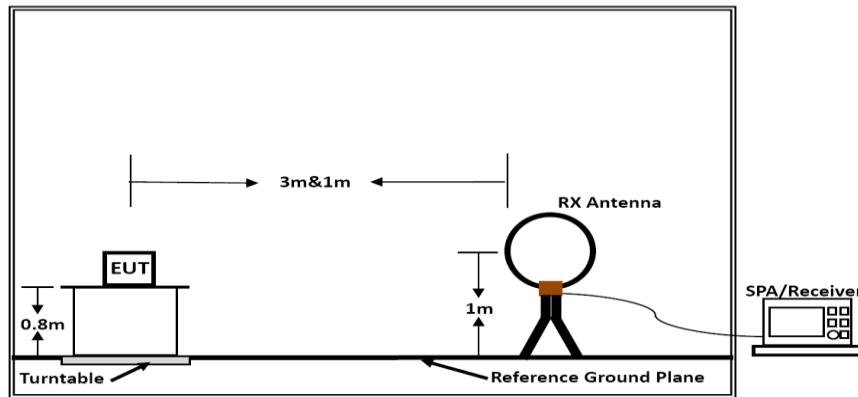 3m&1m
RX Antenna
EUT
SPA/Receiver
0.8m
1m
Turntable
Reference Ground Plane